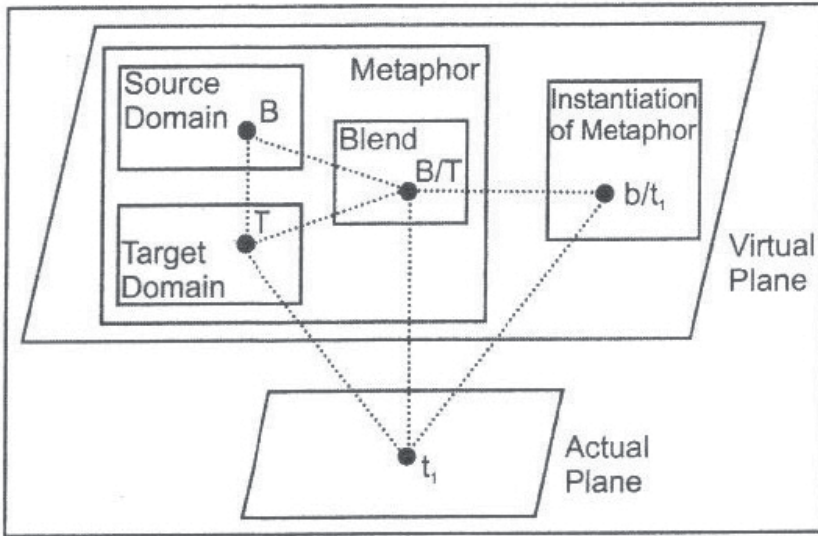 Source
Domain
B
Metaphor
Blend
B/T
Instantiation
of Metaphor
b/t₁
T
Target
Domain
Virtual
Plane
t₁
Actual
Plane